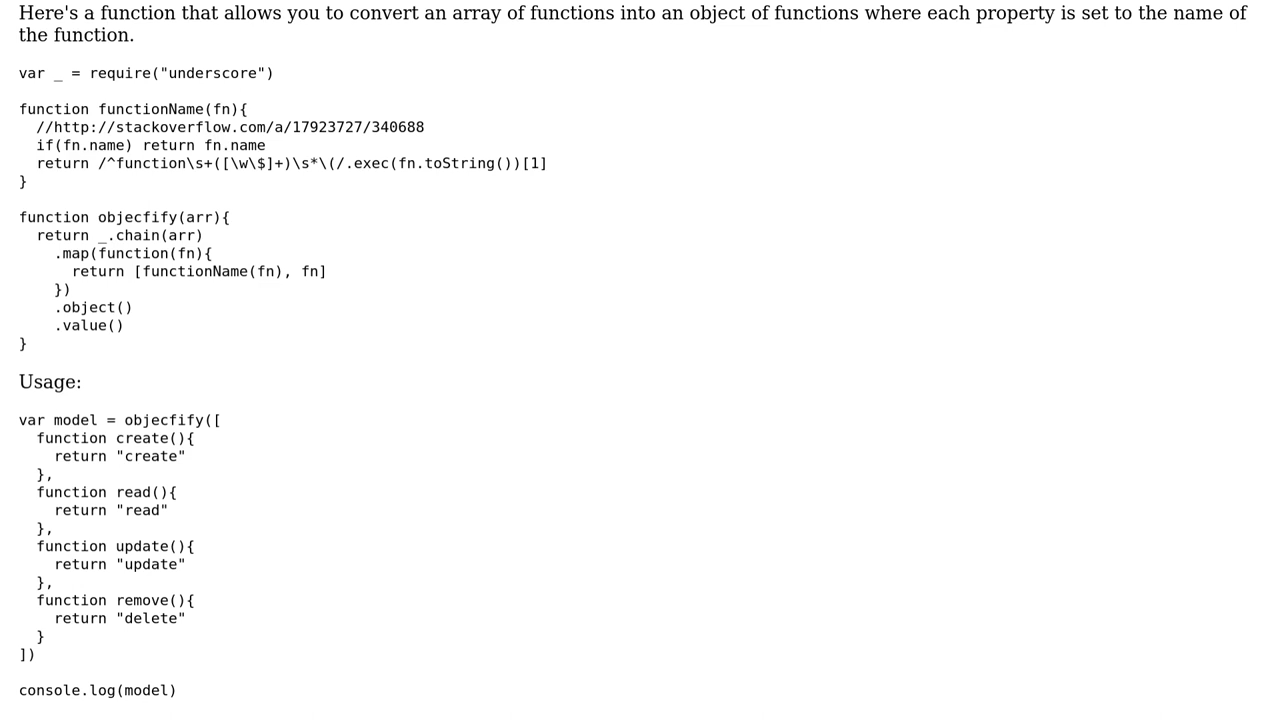 Here's a function that allows you to convert an array of functions into an object of functions where each property is set to the name of
the function.
var _ = require("underscore")
function functionName(fn){
  //http://stackoverflow.com/a/17923727/340688
  if(fn.name) return fn.name
  return /^function\s+([\w\$]+)\s*\(/.exec(fn.toString())[1]
}
function objecfify(arr){
  return _.chain(arr)
    .map(function(fn){
      return [functionName(fn), fn]
    })
    .object()
    .value()
}
Usage:
var model = objecfify([
  function create(){
    return "create"
  },
  function read(){
    return "read"
  },
  function update(){
    return "update"
  },
  function remove(){
    return "delete"
  }
])
console.log(model)